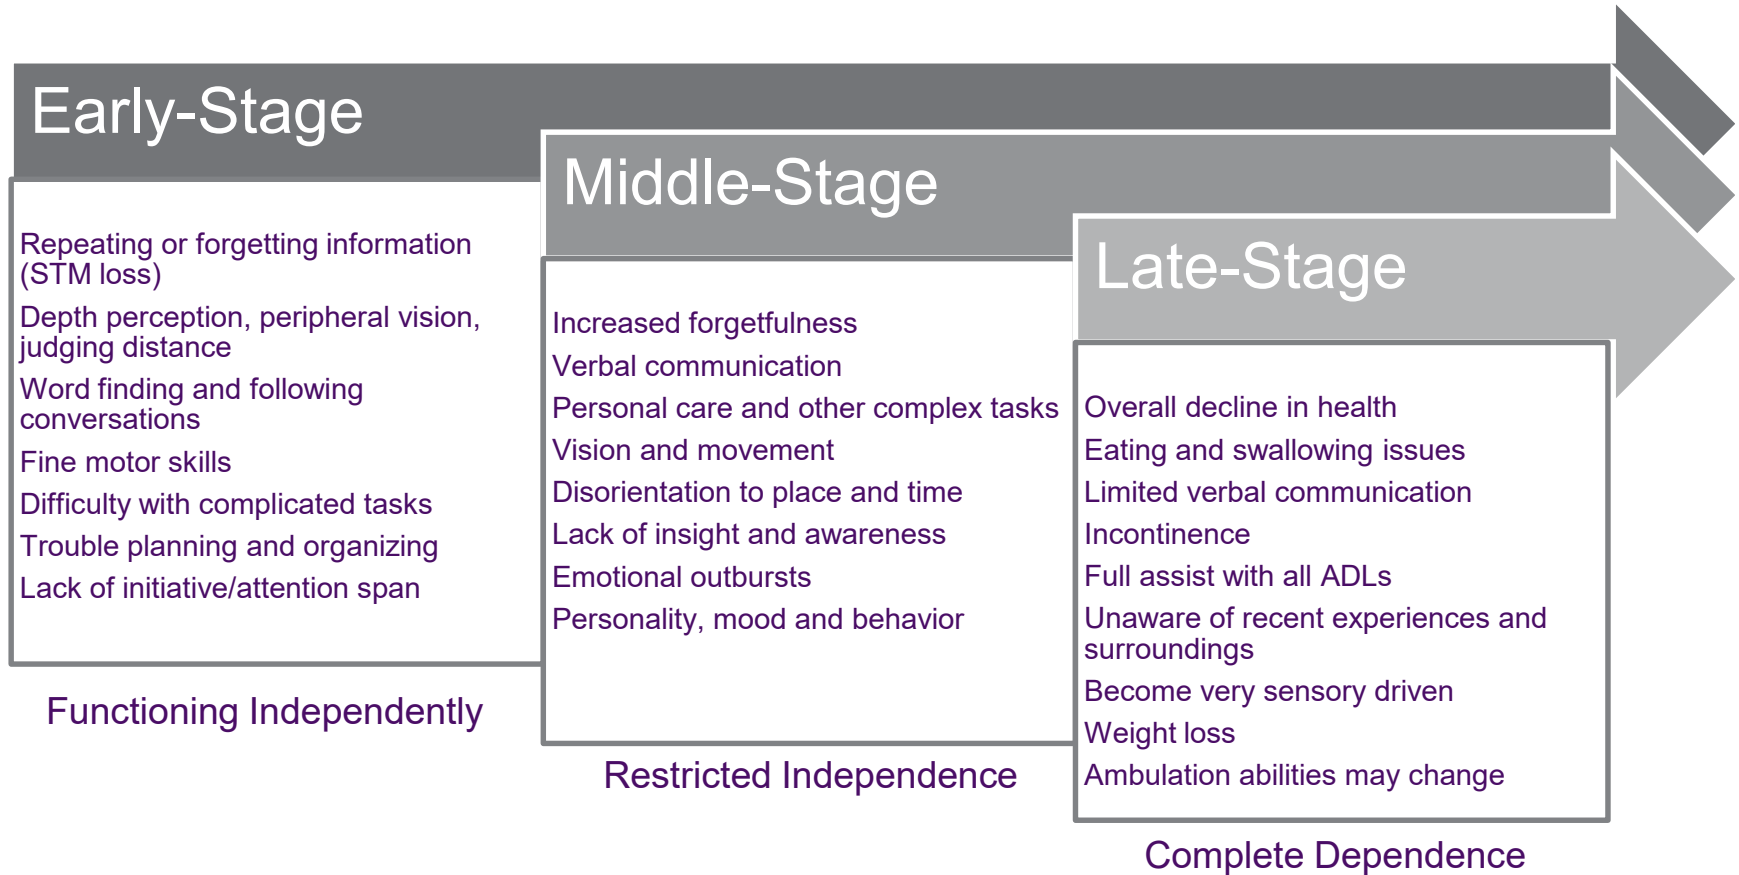 Early-Stage
Repeating or forgetting information
(STM loss)
Depth perception, peripheral vision,
judging distance
Word finding and following
conversations
Fine motor skills
Difficulty with complicated tasks
Trouble planning and organizing
Lack of initiative/attention span
Functioning Independently
Middle-Stage
Increased forgetfulness
Verbal communication
Personal care and other complex tasks
Vision and movement
Disorientation to place and time
Lack of insight and awareness
Emotional outbursts
Personality, mood and behavior
Restricted Independence
Late-Stage
Overall decline in health
Eating and swallowing issues
Limited verbal communication
Incontinence
Full assist with all ADLs
Unaware of recent experiences and
surroundings
Become very sensory driven
Weight loss
Ambulation abilities may change
Complete Dependence